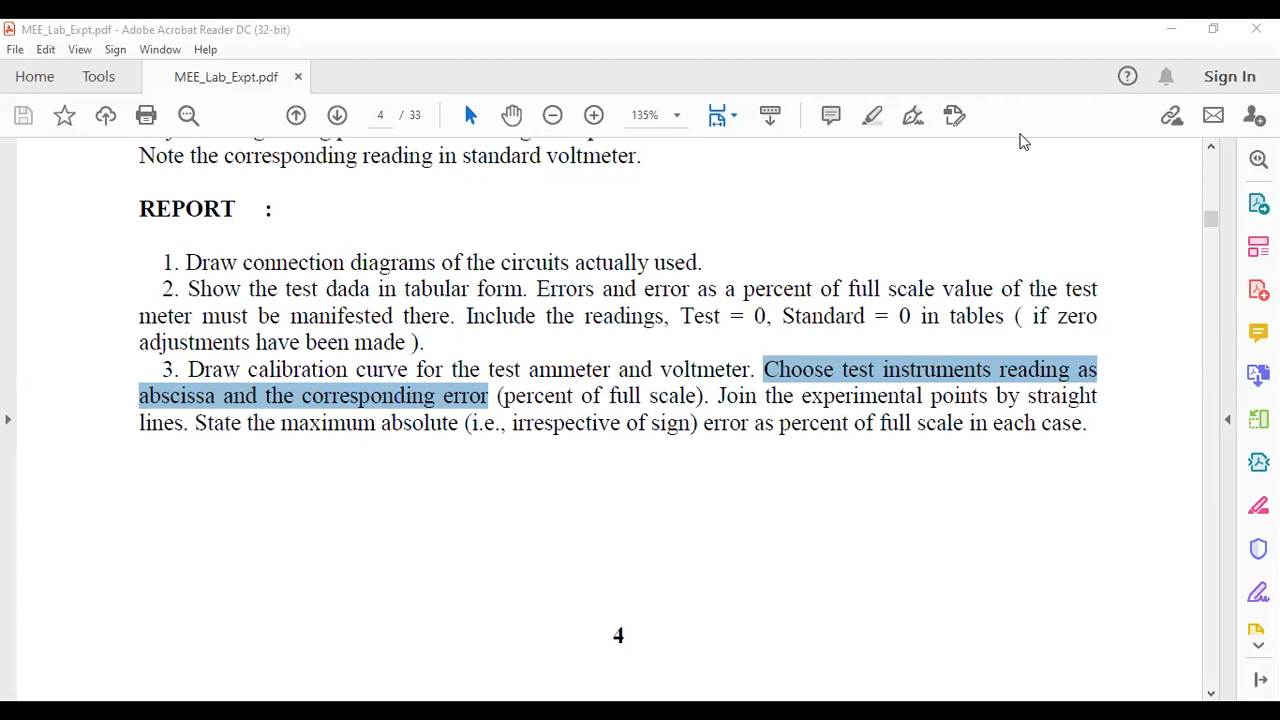 MEE_Lab_Expt.pdf - Adobe Acrobat Reader DC (32-bit)
File Edit View Sign Window Help
Home Tools MEE_Lab_Expt.pdf × Sign In
4 / 33 135%
Note the corresponding reading in standard voltmeter.
REPORT :
1. Draw connection diagrams of the circuits actually used.
2. Show the test dada in tabular form. Errors and error as a percent of full scale value of the test
meter must be manifested there. Include the readings, Test = 0, Standard = 0 in tables ( if zero
adjustments have been made ).
3. Draw calibration curve for the test ammeter and voltmeter. Choose test instruments reading as
abscissa and the corresponding error (percent of full scale). Join the experimental points by straight
lines. State the maximum absolute (i.e., irrespective of sign) error as percent of full scale in each case.
4